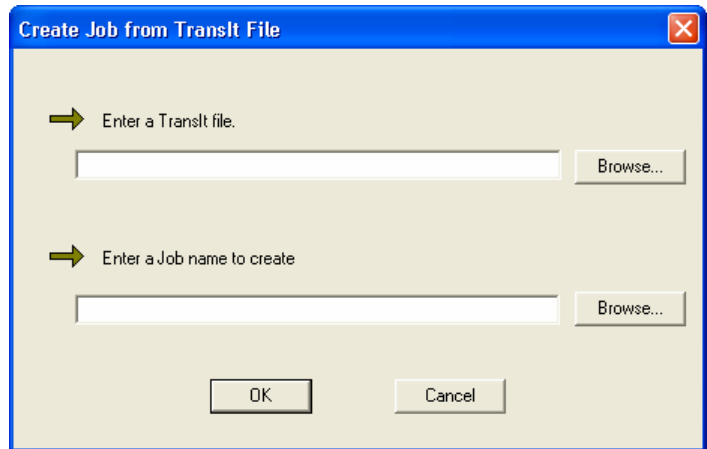 Create Job from TransIt File
Enter a TransIt file.
Browse...
Enter a Job name to create
Browse...
OK Cancel